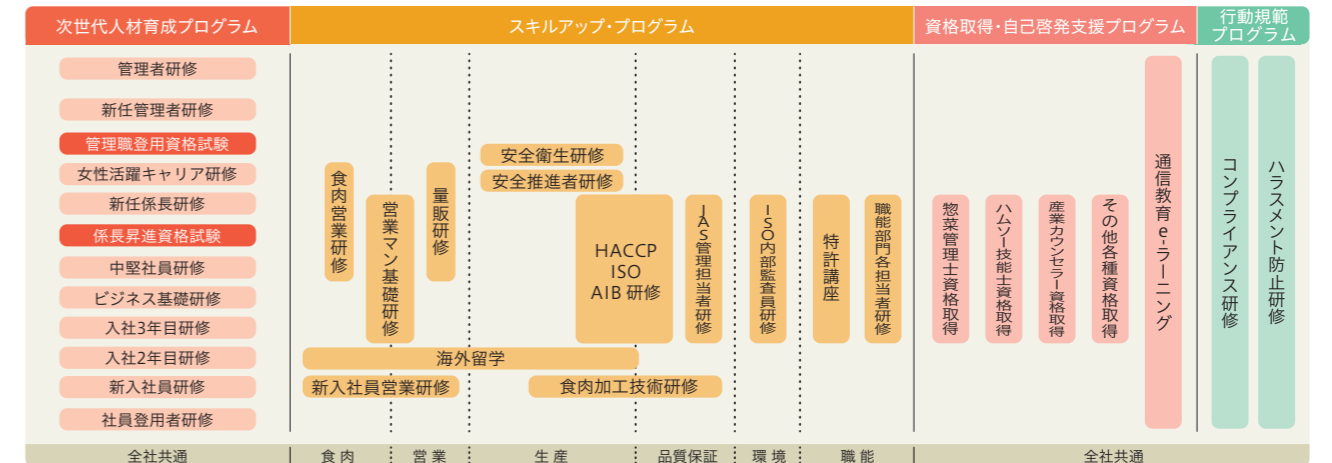 次世代人材育成プログラム
スキルアップ・プログラム
資格取得・自己啓発支援プログラム
行動規範
プログラム
管理者研修
新任管理者研修
管理職登用資格試験
女性活躍キャリア研修
新任係長研修
係長昇進資格試験
中堅社員研修
ビジネス基礎研修
入社3年目研修
入社2年目研修
新入社員研修
社員登用者研修
食肉営業研修
営業マン基礎研修
量販研修
安全衛生研修
安全推進者研修
HACCP
ISO
AIB 研修
JAS管理担当者研修
ISO内部監査員研修
特許講座
職能部門各担当者研修
海外留学
新入社員営業研修
食肉加工技術研修
惣菜管理士資格取得
ハムソー技能士資格取得
産業カウンセラー資格取得
その他各種資格取得
通信教育e-ラーニング
コンプライアンス研修
ハラスメント防止研修
全社共通
食肉
営業
生産
品質保証
環境
職能
全社共通